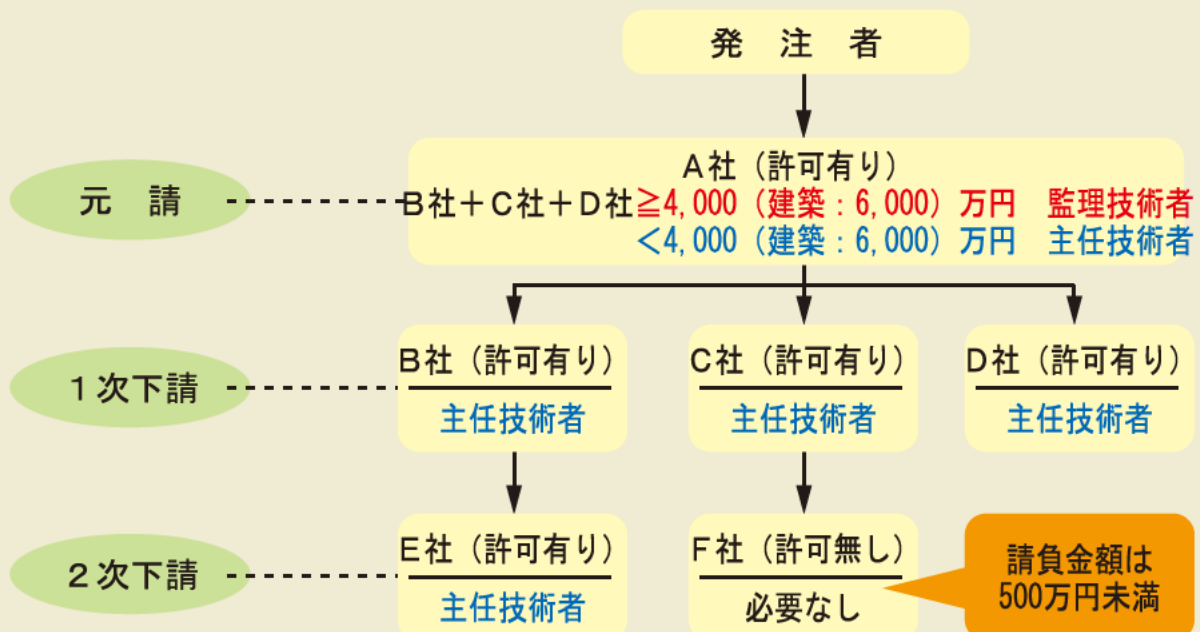 発 注 者
元 請
A社（許可有り）
B社＋C社＋D社≧4,000（建築：6,000）万円 監理技術者
＜4,000（建築：6,000）万円 主任技術者
1次下請
B社（許可有り）
主任技術者
C社（許可有り）
主任技術者
D社（許可有り）
主任技術者
2次下請
E社（許可有り）
主任技術者
F社（許可無し）
必要なし
請負金額は
500万円未満